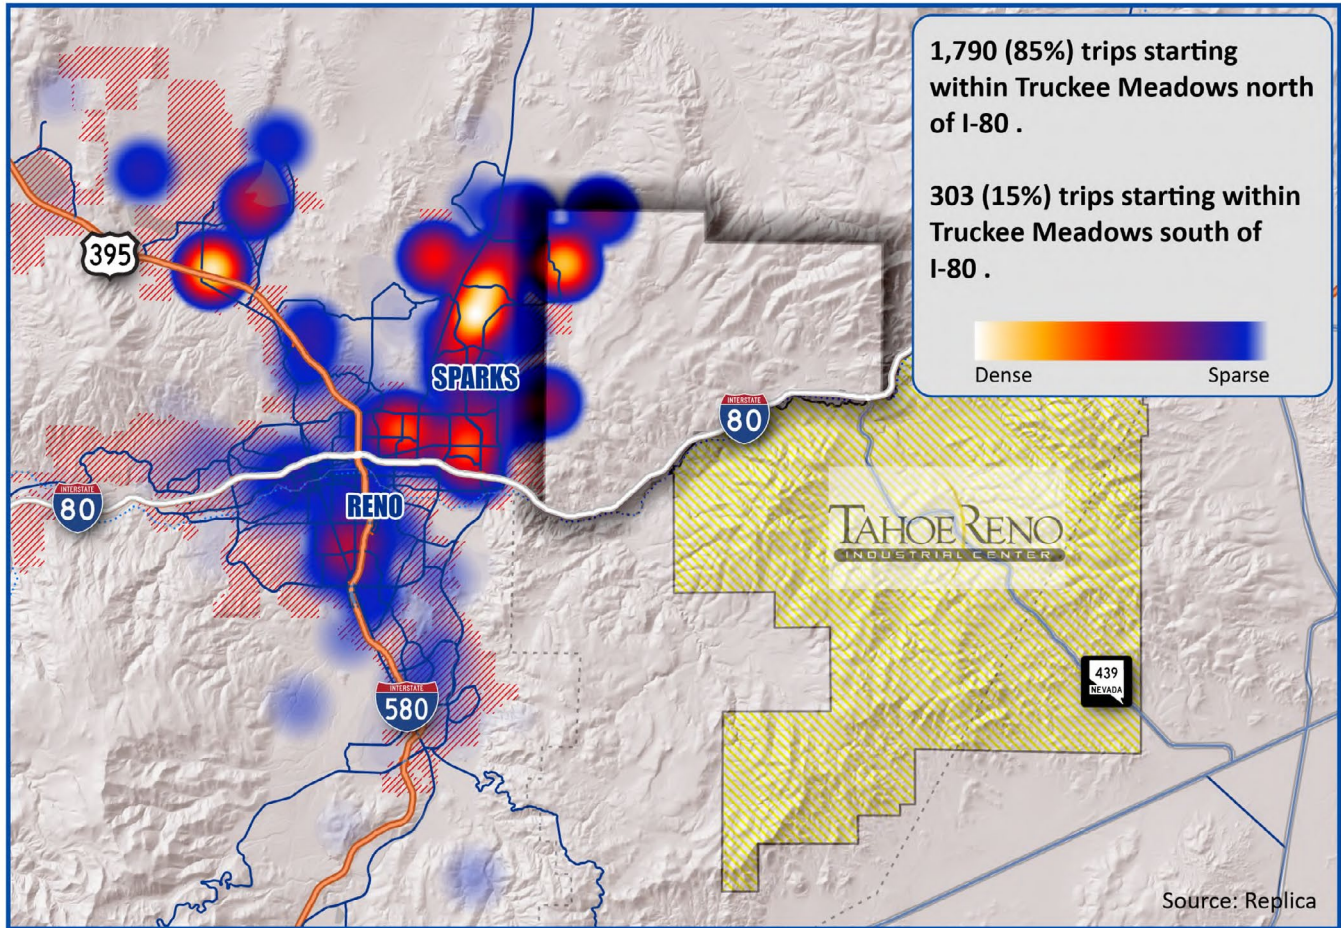 1,790 (85%) trips starting
within Truckee Meadows north
of I-80 .
303 (15%) trips starting within
Truckee Meadows south of
I-80 .
Dense
Sparse
395
SPARKS
INTERSTATE
80
INTERSTATE
80
RENO
TAHOE RENO
INDUSTRIAL CENTER
439
NEVADA
INTERSTATE
580
Source: Replica